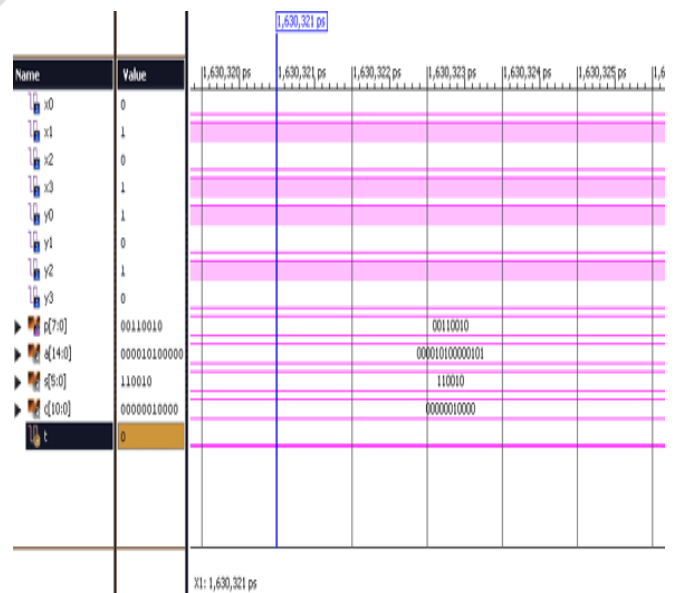 1,630,321 ps
Name Value 1,630,320 ps 1,630,321 ps 1,630,322 ps 1,630,323 ps 1,630,324 ps 1,630,325 ps 1,6
x0 0
x1 1
x2 0
x3 1
y0 1
y1 0
y2 1
y3 0
p[7:0] 00110010 00110010
a[14:0] 000010100000 000010100000101
s[5:0] 110010 110010
c[10:0] 00000010000 00000010000
t 0
X1: 1,630,321 ps